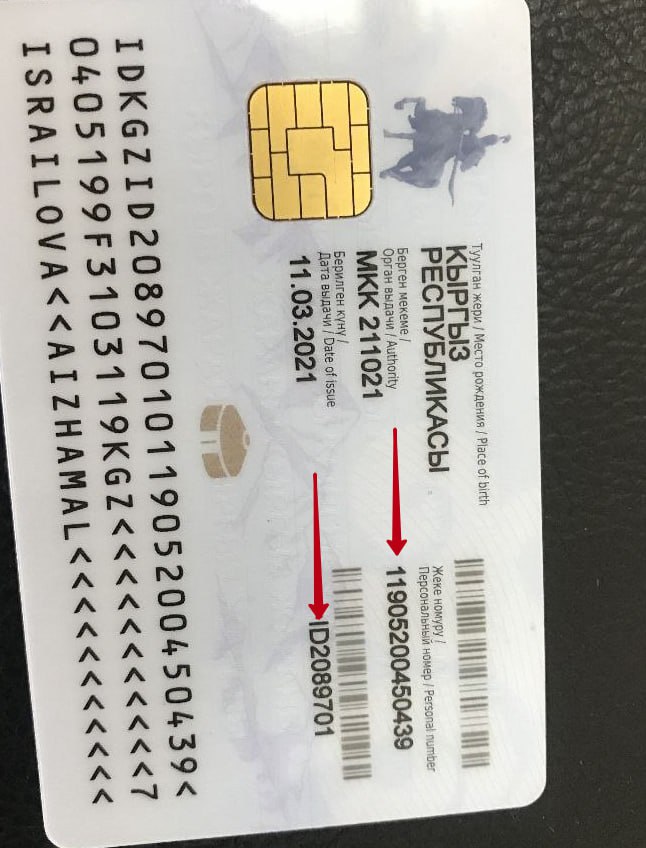 Туулган жери / Место рождения / Place of birth
КЫРГЫЗ
РЕСПУБЛИКАСЫ
Берген мекеме /
Орган выдачи / Authority
МКК 211021
Берилген күнү /
Дата выдачи / Date of issue
11.03.2021
Жеке номуру /
Персональный номер / Personal number
11905200450439
ID2089701
IDKGZID2089701011905200450439<
0405199F3103119KGZ<<<<<<<<<<<7
ISRAILOVA<<AIZHAMAL<<<<<<<<<<<